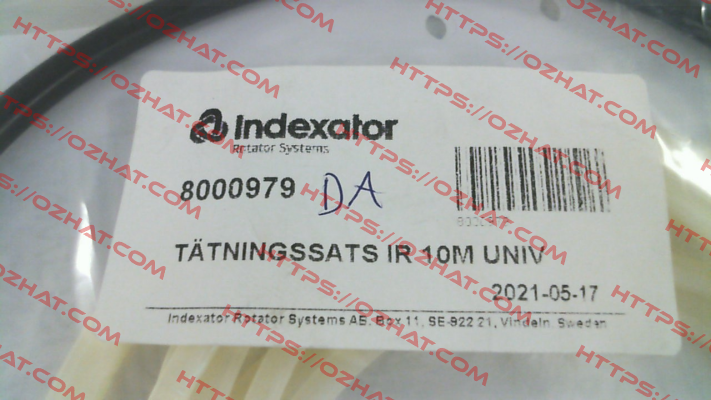 indexator
Rotator Systems
8000979 DA
TÄTNINGSSATS IR 10M UNIV
2021-05-17
Indexator Rotator Systems AB, Box 11, SE-922 21, Vindeln, Sweden
HTTPS://OZHAT.COM